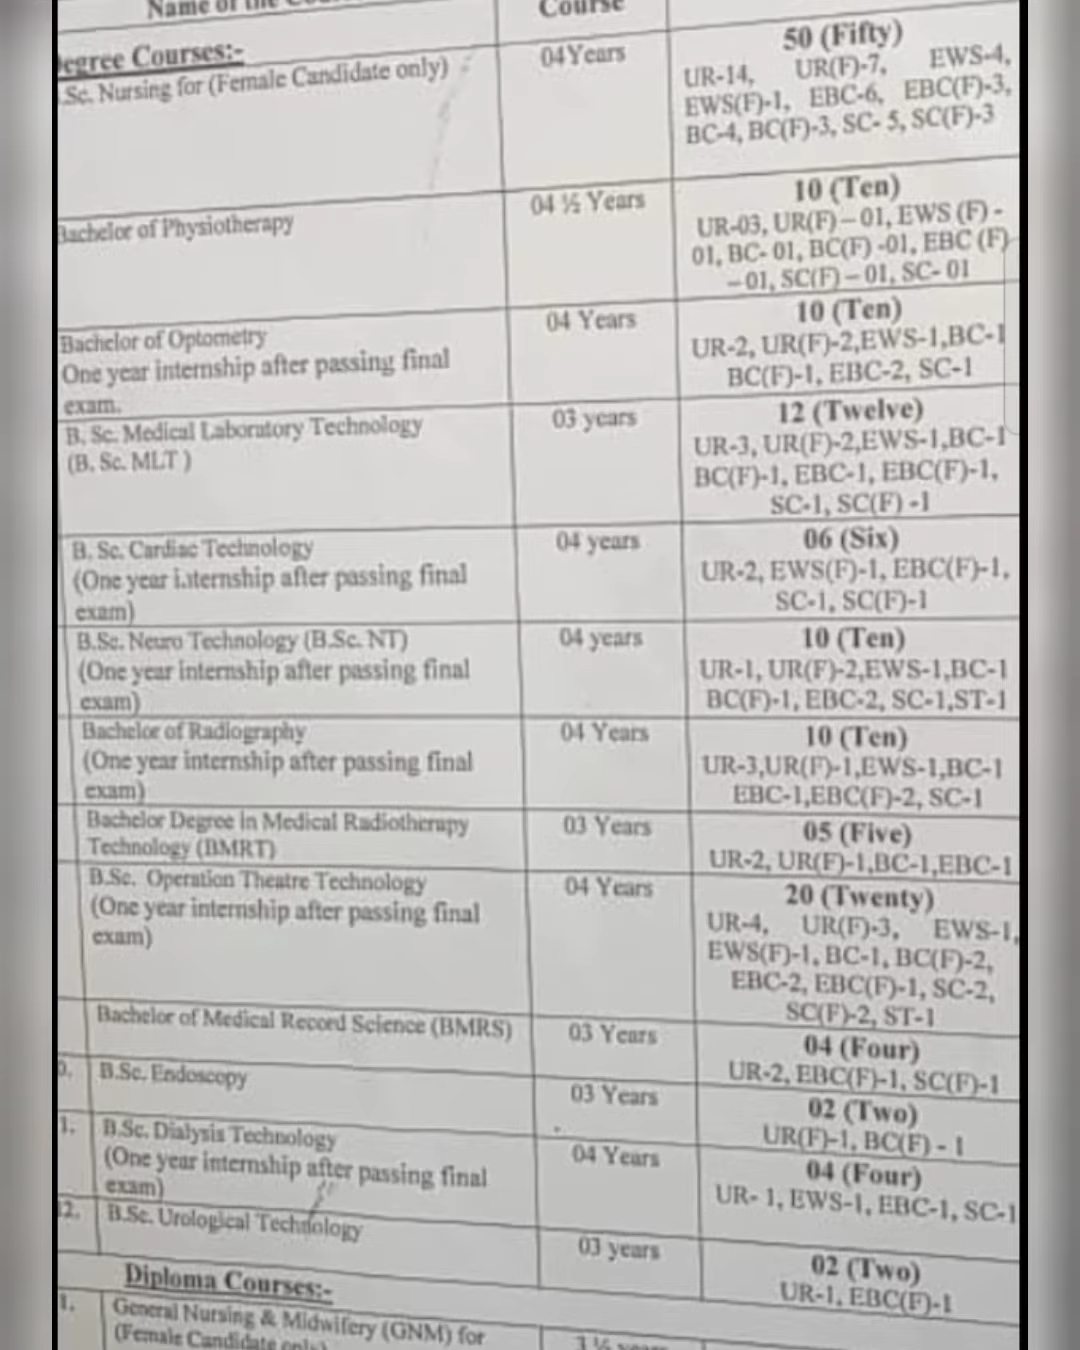 Name of the
Course
Degree Courses:-
.Sc. Nursing for (Female Candidate only)
04Years
50 (Fifty)
UR-14, UR(F)-7, EWS-4,
EWS(F)-1, EBC-6, EBC(F)-3,
BC-4, BC(F)-3, SC- 5, SC(F)-3
Bachelor of Physiotherapy
04 ½ Years
10 (Ten)
UR-03, UR(F) – 01, EWS (F) -
01, BC- 01, BC(F) -01, EBC (F)
– 01, SC(F) – 01, SC- 01
Bachelor of Optometry
One year internship after passing final
exam.
04 Years
10 (Ten)
UR-2, UR(F)-2,EWS-1,BC-1
BC(F)-1, EBC-2, SC-1
B. Sc. Medical Laboratory Technology
(B. Sc. MLT )
03 years
12 (Twelve)
UR-3, UR(F)-2,EWS-1,BC-1
BC(F)-1, EBC-1, EBC(F)-1,
SC-1, SC(F) -1
B. Sc. Cardiac Technology
(One year internship after passing final
exam)
04 years
06 (Six)
UR-2, EWS(F)-1, EBC(F)-1,
SC-1, SC(F)-1
B.Sc. Neuro Technology (B.Sc. NT)
(One year internship after passing final
exam)
04 years
10 (Ten)
UR-1, UR(F)-2,EWS-1,BC-1
BC(F)-1, EBC-2, SC-1,ST-1
Bachelor of Radiography
(One year internship after passing final
exam)
04 Years
10 (Ten)
UR-3,UR(F)-1,EWS-1,BC-1
EBC-1,EBC(F)-2, SC-1
Bachelor Degree in Medical Radiotherapy
Technology (BMRT)
03 Years
05 (Five)
UR-2, UR(F)-1,BC-1,EBC-1
B.Sc. Operation Theatre Technology
(One year internship after passing final
exam)
04 Years
20 (Twenty)
UR-4, UR(F)-3, EWS-1,
EWS(F)-1, BC-1, BC(F)-2,
EBC-2, EBC(F)-1, SC-2,
SC(F)-2, ST-1
Bachelor of Medical Record Science (BMRS)
03 Years
04 (Four)
UR-2, EBC(F)-1, SC(F)-1
0. B.Sc. Endoscopy
03 Years
02 (Two)
UR(F)-1, BC(F) - 1
1. B.Sc. Dialysis Technology
(One year internship after passing final
exam)
04 Years
04 (Four)
UR- 1, EWS-1, EBC-1, SC-1
12. B.Sc. Urological Technology
03 years
02 (Two)
UR-1, EBC(F)-1
Diploma Courses:-
1. General Nursing & Midwifery (GNM) for
(Female Candidate only)
3 ½ years